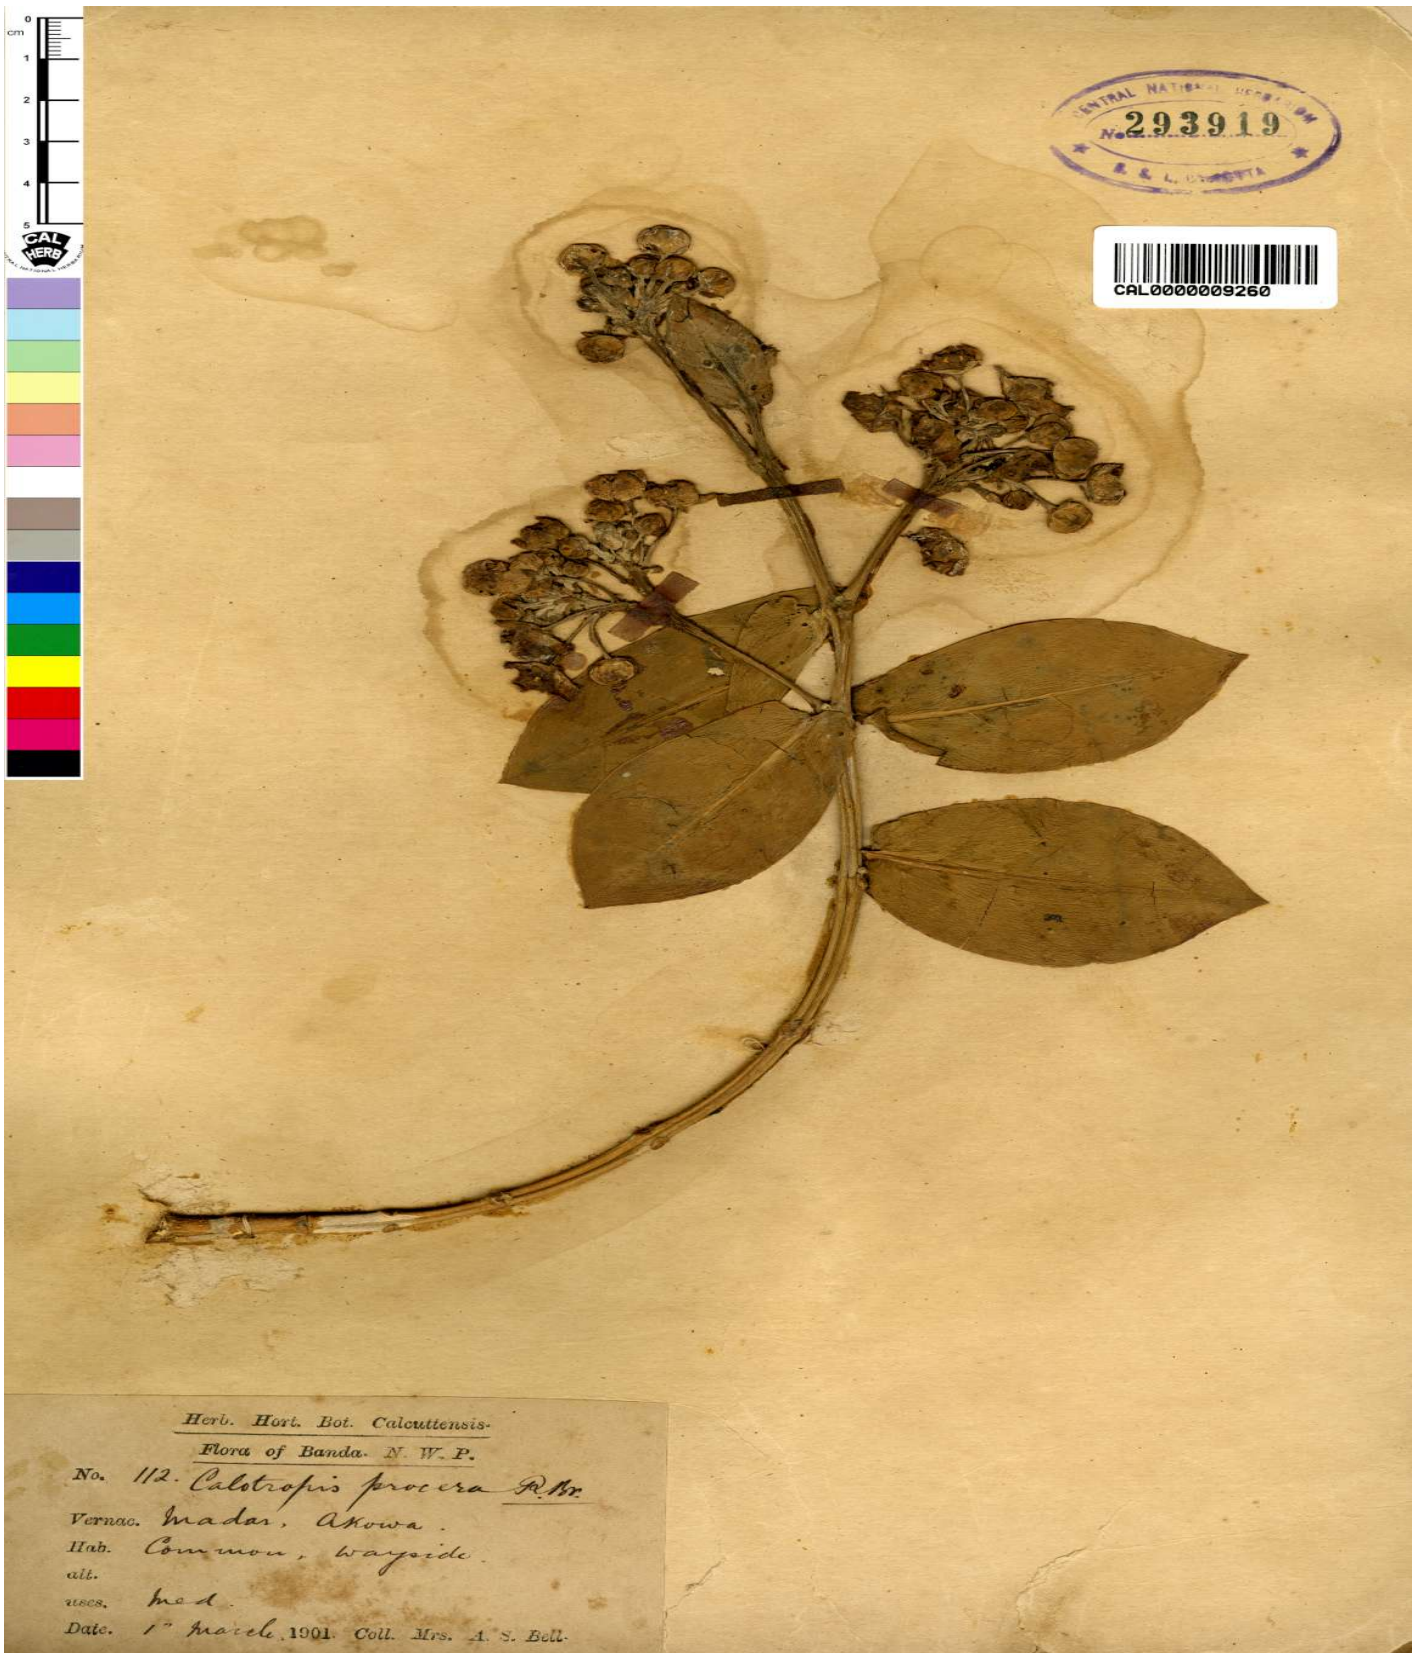 0
cm
1
2
3
4
5
CAL
HERB
CENTRAL NATIONAL HERBARIUM
No 293919
CAL0000009260
Herb. Hort. Bot. Calcuttensis.
Flora of Banda. N. W. P.
No. 112. Calotropis procera R.Br.
Vernac. Madar, Akowa.
Hab. Common, wayside.
alt.
uses. Med.
Date. 1st March 1901. Coll. Mrs. A. S. Bell.